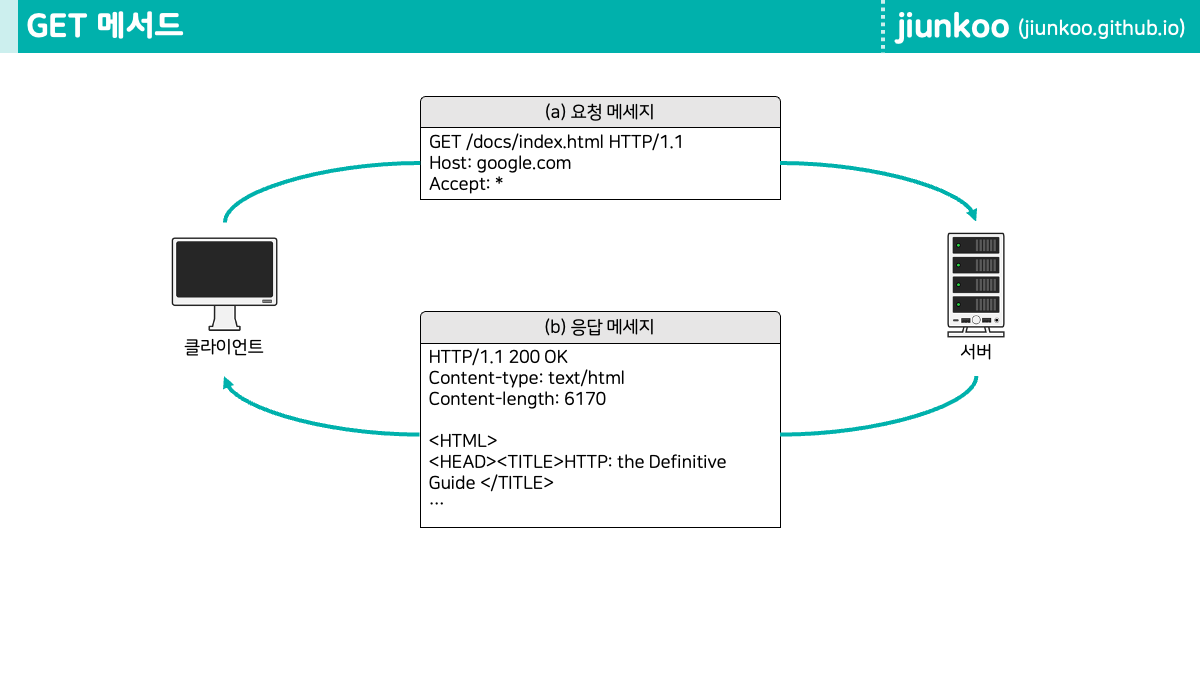 GET 메서드
jiunkoo (jiunkoo.github.io)
(a) 요청 메세지
GET /docs/index.html HTTP/1.1
Host: google.com
Accept: *
클라이언트
서버
(b) 응답 메세지
HTTP/1.1 200 OK
Content-type: text/html
Content-length: 6170
<HTML>
<HEAD><TITLE>HTTP: the Definitive
Guide </TITLE>
...